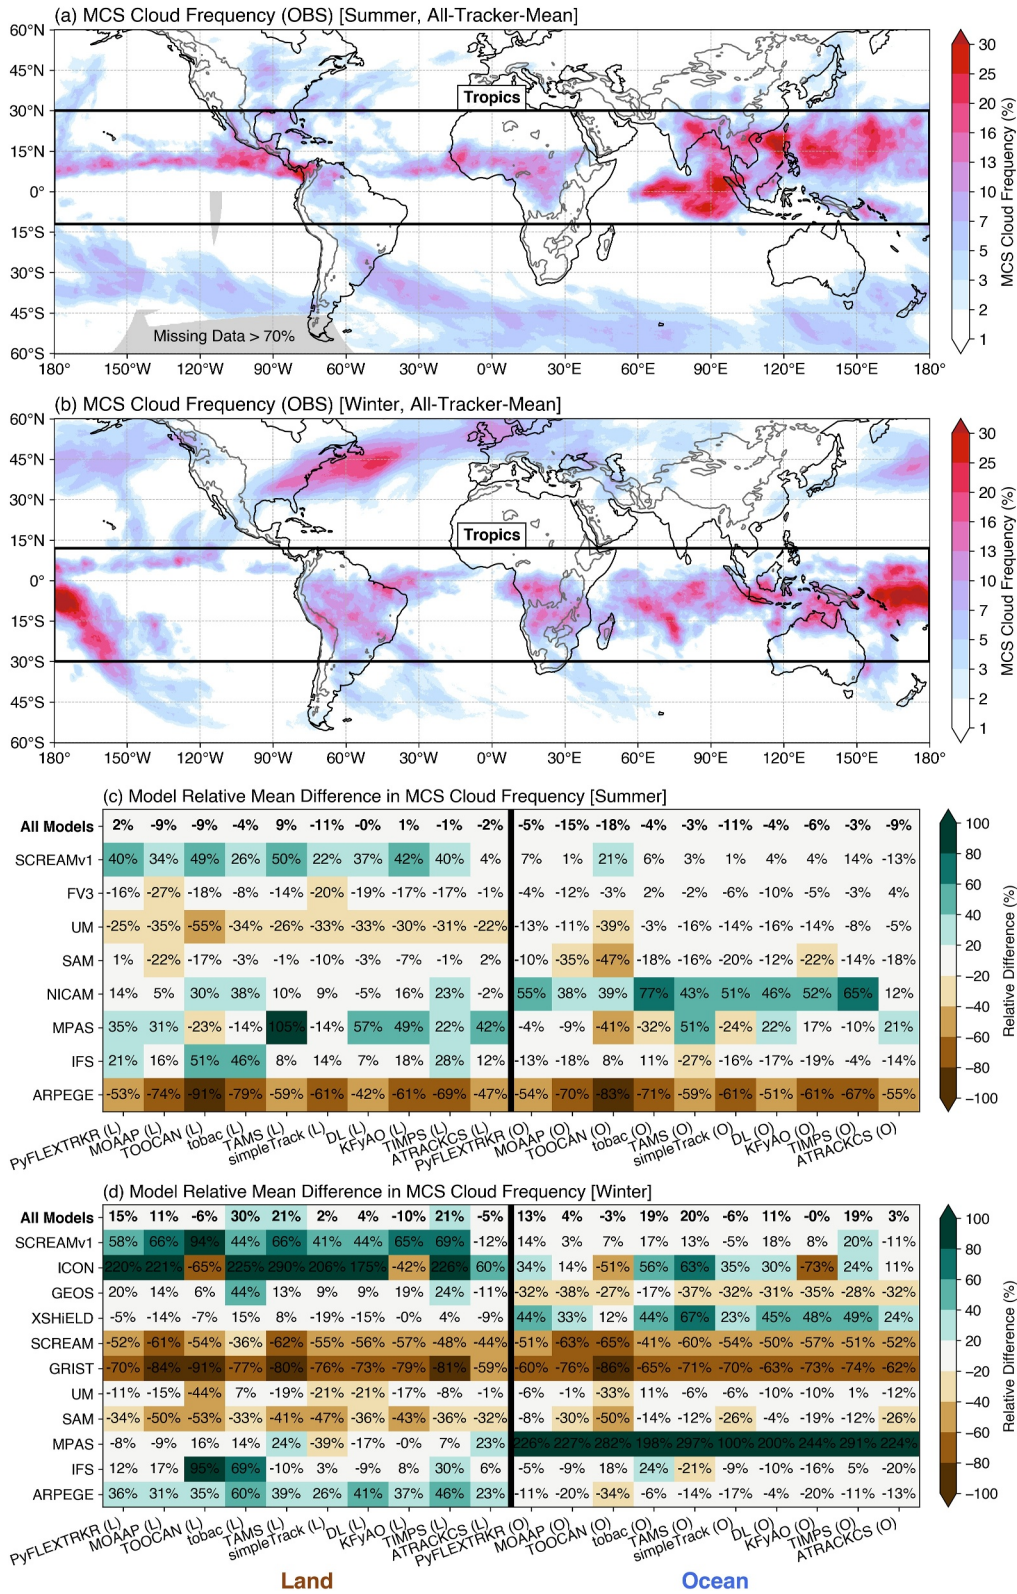 (a) MCS Cloud Frequency (OBS) [Summer, All-Tracker-Mean]
60°N
45°N
30°N
15°N
0°
15°S
30°S
45°S
60°S
Tropics
Missing Data > 70%
180° 150°W 120°W 90°W 60°W 30°W 0°W 30°E 60°E 90°E 120°E 150°E 180°
30
25
20
16
13
10
7
5
3
2
1
MCS Cloud Frequency (%)
(b) MCS Cloud Frequency (OBS) [Winter, All-Tracker-Mean]
60°N
45°N
30°N
15°N
0°
15°S
30°S
45°S
60°S
Tropics
180° 150°W 120°W 90°W 60°W 30°W 0°W 30°E 60°E 90°E 120°E 150°E 180°
30
25
20
16
13
10
7
5
3
2
1
MCS Cloud Frequency (%)
(c) Model Relative Mean Difference in MCS Cloud Frequency [Summer]
All Models 2% -9% -9% -4% 9% -11% -0% 1% -1% -2% -5% -15% -18% -4% -3% -11% -4% -6% -3% -9%
SCREAMv1 40% 34% 49% 26% 50% 22% 37% 42% 40% 4% 7% 1% 21% 6% 3% 1% 4% 4% 14% -13%
FV3 -16% -27% -18% -8% -14% -20% -19% -17% -17% -1% -4% -12% -3% 2% -2% -6% -10% -5% -3% 4%
UM -25% -35% -55% -34% -26% -33% -33% -30% -31% -22% -13% -11% -39% -3% -16% -14% -16% -14% -8% -5%
SAM 1% -22% -17% -3% -1% -10% -3% -7% -1% 2% -10% -35% -47% -18% -16% -20% -12% -22% -14% -18%
NICAM 14% 5% 30% 38% 10% 9% -5% 16% 23% -2% 55% 38% 39% 77% 43% 51% 46% 52% 65% 12%
MPAS 35% 31% -23% -14% 105% -14% 57% 49% 22% 42% -4% -9% -41% -32% 51% -24% 22% 17% -10% 21%
IFS 21% 16% 51% 46% 8% 14% 7% 18% 28% 12% -13% -18% 8% 11% -27% -16% -17% -19% -4% -14%
ARPEGE -53% -74% -91% -79% -59% -61% -42% -61% -69% -47% -54% -70% -83% -71% -59% -61% -51% -61% -67% -55%
PyFLEXTRKR (L) MOAAP (L) TOOCAN (L) tobac (L) TAMS (L) simpleTrack (L) DL (L) KFyAO (L) TIMPS (L) ATRACKCS (L) PyFLEXTRKR (O) MOAAP (O) TOOCAN (O) tobac (O) TAMS (O) simpleTrack (O) DL (O) KFyAO (O) TIMPS (O) ATRACKCS (O)
100
80
60
40
20
−20
−40
−60
−80
−100
Relative Difference (%)
(d) Model Relative Mean Difference in MCS Cloud Frequency [Winter]
All Models 15% 11% -6% 30% 21% 2% 4% -10% 21% -5% 13% 4% -3% 19% 20% -6% 11% -0% 19% 3%
SCREAMv1 58% 66% 94% 44% 66% 41% 44% 65% 69% -12% 14% 3% 7% 17% 13% -5% 18% 8% 20% -11%
ICON 220% 221% -65% 225% 290% 206% 175% -42% 226% 60% 34% 14% -51% 56% 63% 35% 30% -73% 24% 11%
GEOS 20% 14% 6% 44% 13% 9% 9% 19% 24% -11% -32% -38% -27% -17% -37% -32% -31% -35% -28% -32%
XSHiELD -5% -14% -7% 15% 8% -19% -15% -0% 4% -9% 44% 33% 12% 44% 67% 23% 45% 48% 49% 24%
SCREAM -52% -61% -54% -36% -62% -55% -56% -57% -48% -44% -51% -63% -65% -41% -60% -54% -50% -57% -51% -52%
GRIST -70% -84% -91% -77% -80% -76% -73% -79% -81% -59% -60% -76% -86% -65% -71% -70% -63% -73% -74% -62%
UM -11% -15% -44% 7% -19% -21% -21% -17% -8% -1% -6% -1% -33% 11% -6% -6% -10% -10% 1% -12%
SAM -34% -50% -53% -33% -41% -47% -36% -43% -36% -32% -8% -30% -50% -14% -12% -26% -4% -19% -12% -26%
MPAS -8% -9% 16% 14% 24% -39% -17% -0% 7% 23% 226% 227% 282% 198% 297% 100% 200% 244% 291% 224%
IFS 12% 17% 95% 69% -10% 3% -9% 8% 30% 6% -5% -9% 18% 24% -21% -9% -10% -16% 5% -20%
ARPEGE 36% 31% 35% 60% 39% 26% 41% 37% 46% 23% -11% -20% -34% -6% -14% -17% -4% -20% -11% -13%
PyFLEXTRKR (L) MOAAP (L) TOOCAN (L) tobac (L) TAMS (L) simpleTrack (L) DL (L) KFyAO (L) TIMPS (L) ATRACKCS (L) PyFLEXTRKR (O) MOAAP (O) TOOCAN (O) tobac (O) TAMS (O) simpleTrack (O) DL (O) KFyAO (O) TIMPS (O) ATRACKCS (O)
100
80
60
40
20
−20
−40
−60
−80
−100
Relative Difference (%)
Land Ocean